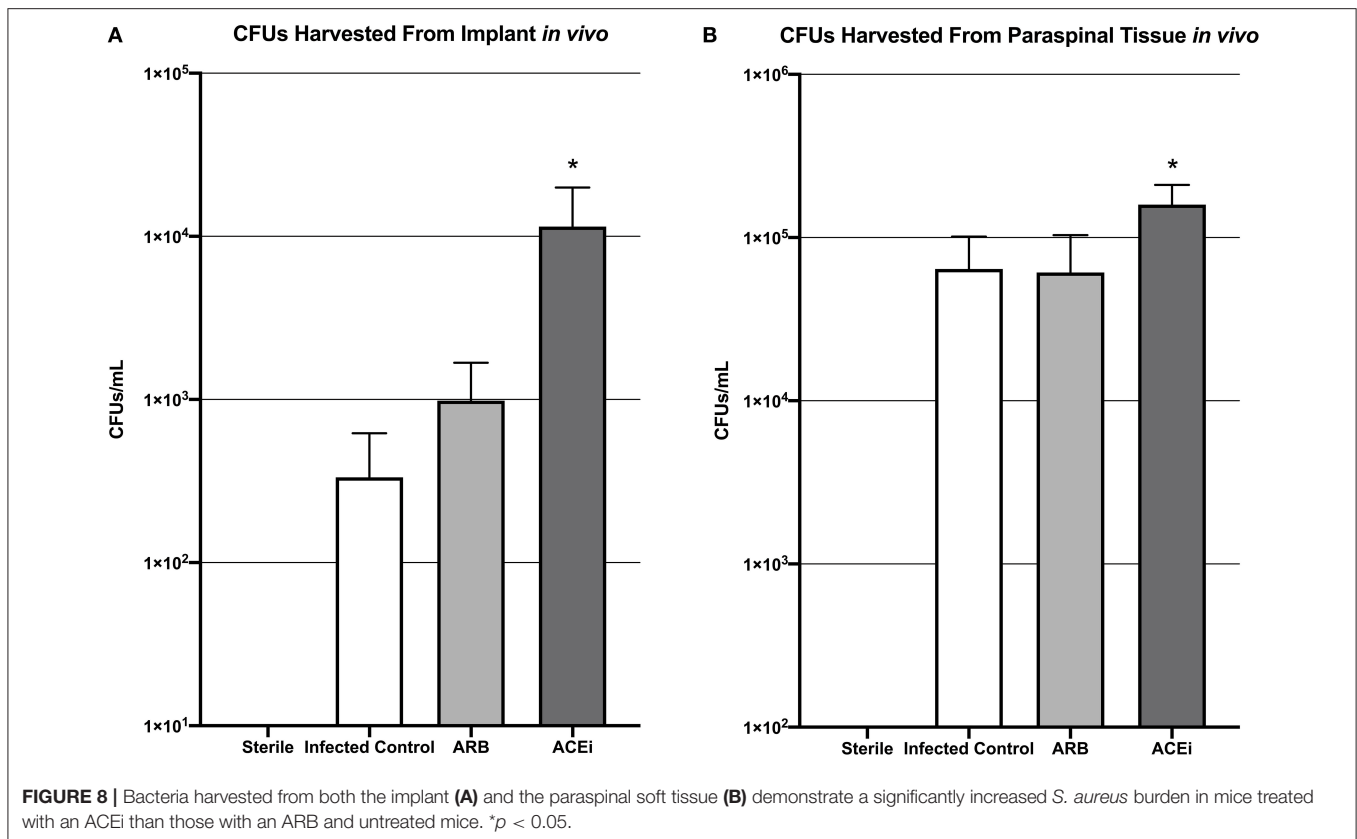 A CFUs Harvested From Implant in vivo
1×10⁵
1×10⁴
1×10³
1×10²
1×10¹
CFUs/mL
*
Sterile Infected Control ARB ACEi
B CFUs Harvested From Paraspinal Tissue in vivo
1×10⁶
1×10⁵
1×10⁴
1×10³
1×10²
CFUs/mL
*
Sterile Infected Control ARB ACEi
FIGURE 8 | Bacteria harvested from both the implant (A) and the paraspinal soft tissue (B) demonstrate a significantly increased S. aureus burden in mice treated
with an ACEi than those with an ARB and untreated mice. *p < 0.05.